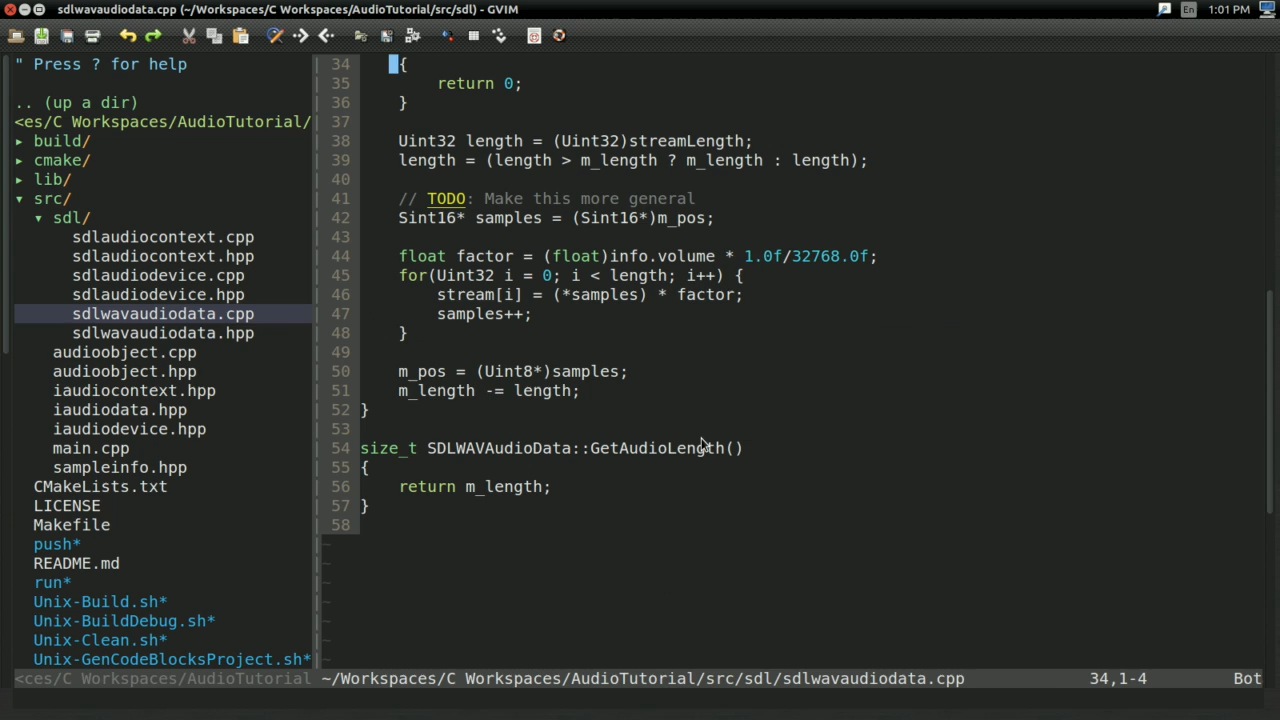 sdlwavaudiodata.cpp (~/Workspaces/C Workspaces/AudioTutorial/src/sdl) - GVIM
En
1:01 PM
" Press ? for help
.. (up a dir)
<es/C Workspaces/AudioTutorial/
▸ build/
▸ cmake/
▸ lib/
▾ src/
▾ sdl/
sdlaudiocontext.cpp
sdlaudiocontext.hpp
sdlaudiodevice.cpp
sdlaudiodevice.hpp
sdlwavaudiodata.cpp
sdlwavaudiodata.hpp
audioobject.cpp
audioobject.hpp
iaudiocontext.hpp
iaudiodata.hpp
iaudiodevice.hpp
main.cpp
sampleinfo.hpp
CMakeLists.txt
LICENSE
Makefile
push*
README.md
run*
Unix-Build.sh*
Unix-BuildDebug.sh*
Unix-Clean.sh*
Unix-GenCodeBlocksProject.sh*
<ces/C Workspaces/AudioTutorial
34 {
35 return 0;
36 }
37
38 Uint32 length = (Uint32)streamLength;
39 length = (length > m_length ? m_length : length);
40
41 // TODO: Make this more general
42 Sint16* samples = (Sint16*)m_pos;
43
44 float factor = (float)info.volume * 1.0f/32768.0f;
45 for(Uint32 i = 0; i < length; i++) {
46 stream[i] = (*samples) * factor;
47 samples++;
48 }
49
50 m_pos = (Uint8*)samples;
51 m_length -= length;
52 }
53
54 size_t SDLWAVAudioData::GetAudioLength()
55 {
56 return m_length;
57 }
58
~/Workspaces/C Workspaces/AudioTutorial/src/sdl/sdlwavaudiodata.cpp 34,1-4 Bot